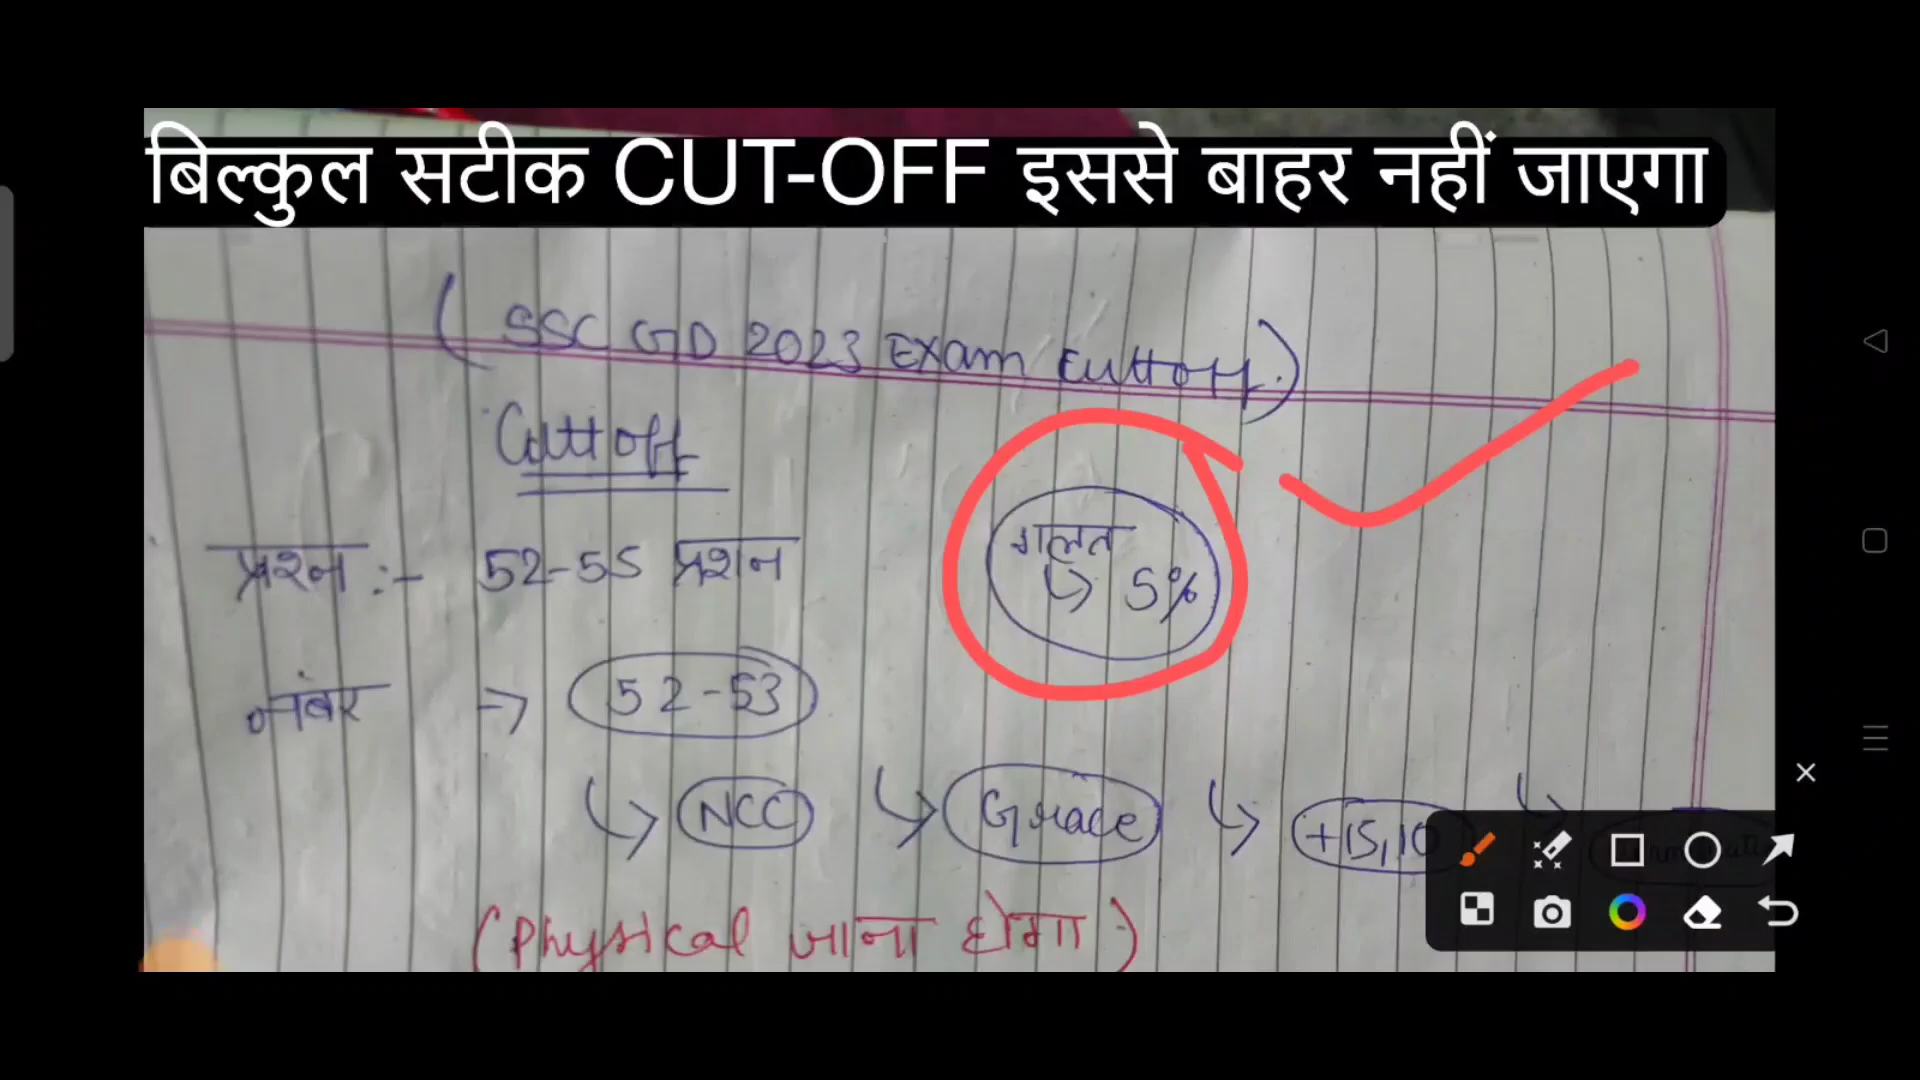 बिल्कुल सटीक CUT-OFF इससे बाहर नहीं जाएगा
( SSC GD 2023 Exam Cuttoff.)
Cuttoff
प्रश्न :- 52-55 प्रशन
गलत
↳ 5%
नंबर → 52-53
↳ NCC ↳ Grace ↳ +15,10 ↳
(Physical जाना होगा )